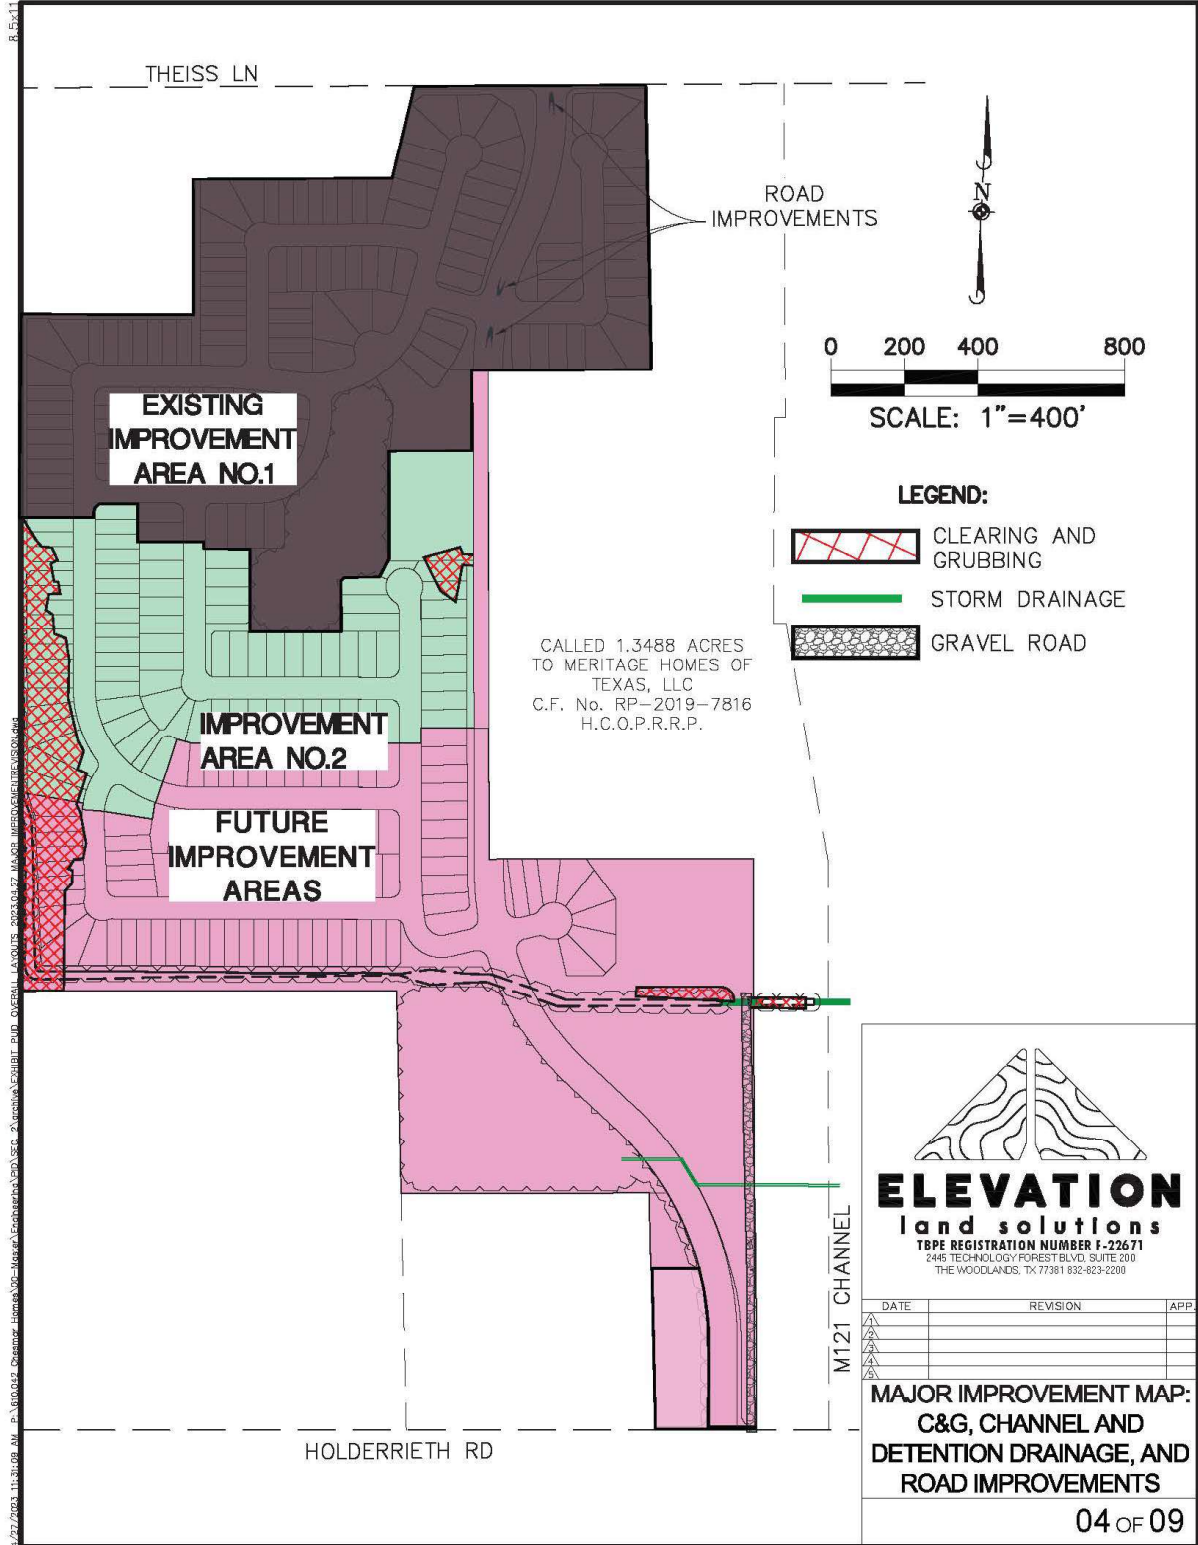 8.5x11
THEISS LN
ROAD
IMPROVEMENTS
N
0 200 400 800
SCALE: 1"=400'
EXISTING
IMPROVEMENT
AREA NO.1
LEGEND:
CLEARING AND
GRUBBING
STORM DRAINAGE
GRAVEL ROAD
CALLED 1.3488 ACRES
TO MERITAGE HOMES OF
TEXAS, LLC
C.F. No. RP-2019-7816
H.C.O.P.R.R.P.
IMPROVEMENT
AREA NO.2
FUTURE
IMPROVEMENT
AREAS
M121 CHANNEL
HOLDERRIETH RD
ELEVATION
land solutions
TBPE REGISTRATION NUMBER F-22671
2445 TECHNOLOGY FOREST BLVD, SUITE 200
THE WOODLANDS, TX 77381 832-823-2200
DATE REVISION APP.
1
2
3
4
5
MAJOR IMPROVEMENT MAP:
C&G, CHANNEL AND
DETENTION DRAINAGE, AND
ROAD IMPROVEMENTS
04 OF 09